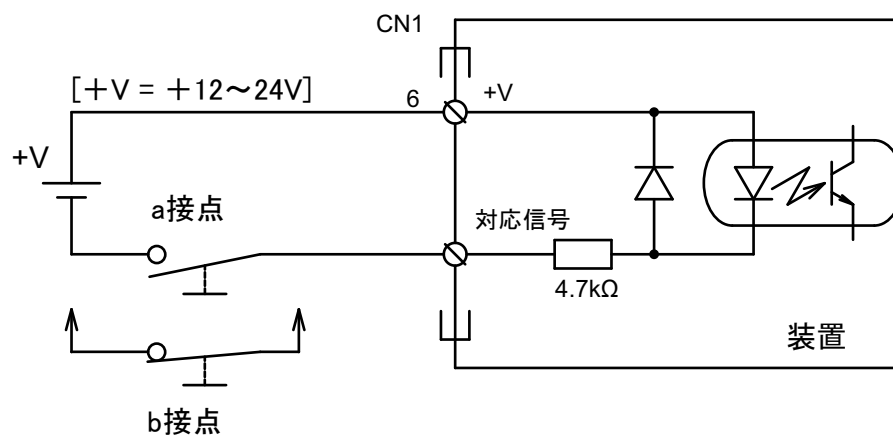 CN1
[＋V = ＋12～24V]
6
+V
+V
a接点
対応信号
4.7kΩ
装置
b接点